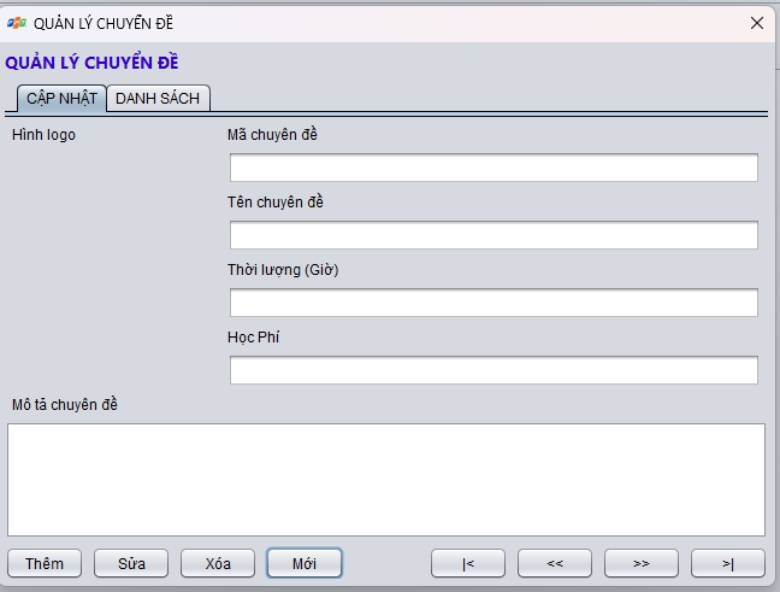 QUẢN LÝ CHUYỂN ĐỀ
QUẢN LÝ CHUYỂN ĐỀ
CẬP NHẬT DANH SÁCH
Hình logo
Mã chuyên đề
Tên chuyên đề
Thời lượng (Giờ)
Học Phí
Mô tả chuyên đề
Thêm Sửa Xóa Mới |< << >> >|